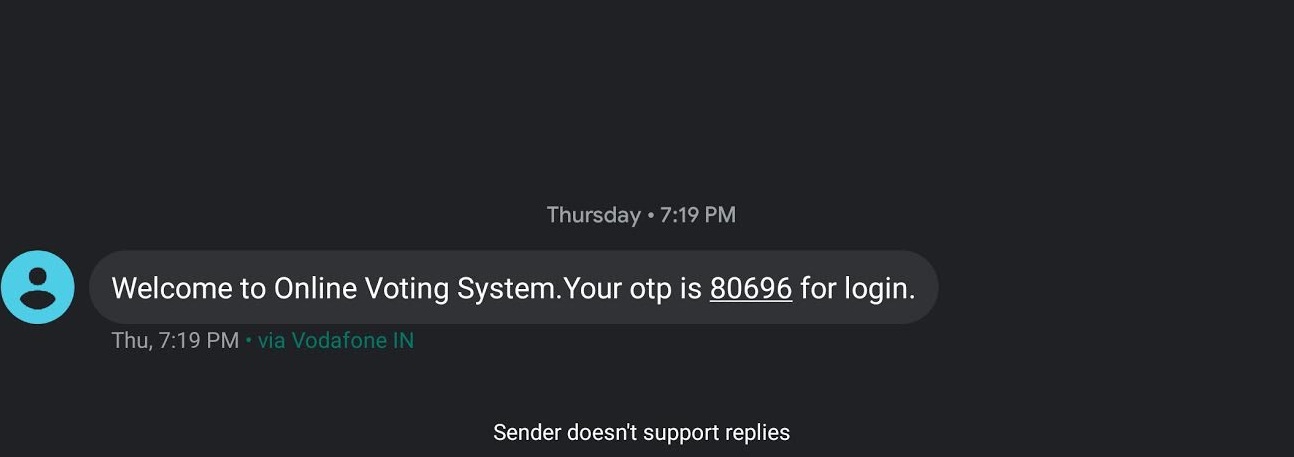 Thursday • 7:19 PM
Welcome to Online Voting System.Your otp is 80696 for login.
Thu, 7:19 PM • via Vodafone IN
Sender doesn't support replies